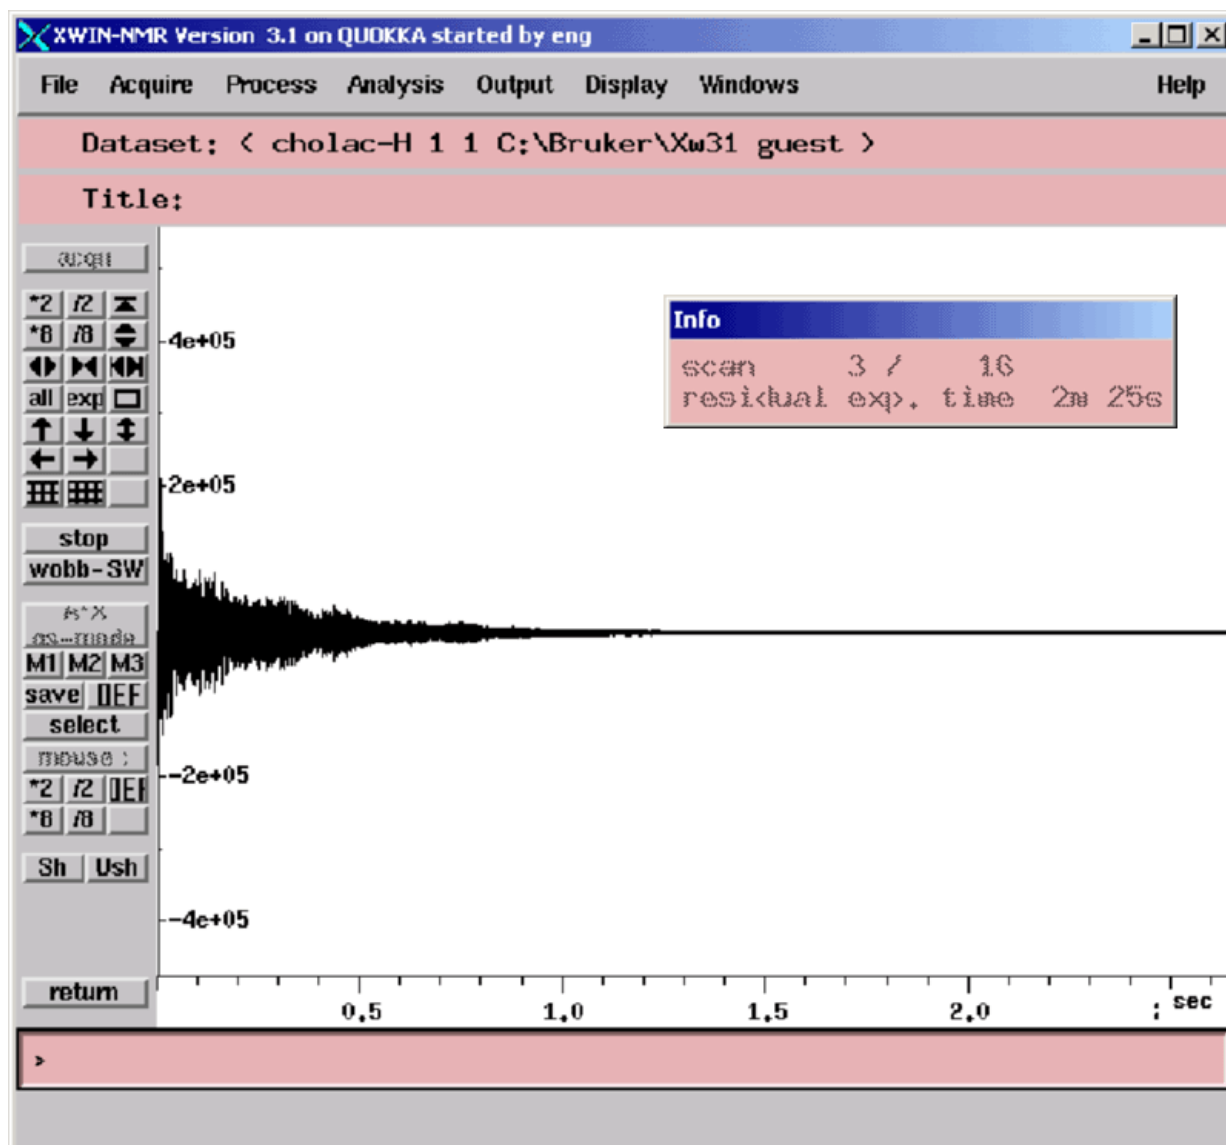 XWIN-NMR Version 3.1 on QUOKKA started by eng
File Acquire Process Analysis Output Display Windows Help
Dataset: < cholac-H 1 1 C:\Bruker\Xw31 guest >
Title:
acqu
*2 /2
*8 /8
all exp
stop
wobb-SW
M1 M2 M3
save
select
mouse :
*2 /2
*8 /8
Sh Ush
return
4e+05
2e+05
-2e+05
-4e+05
Info
scan 3 / 16
residual exp. time 2m 25s
0.5 1.0 1.5 2.0 sec
>